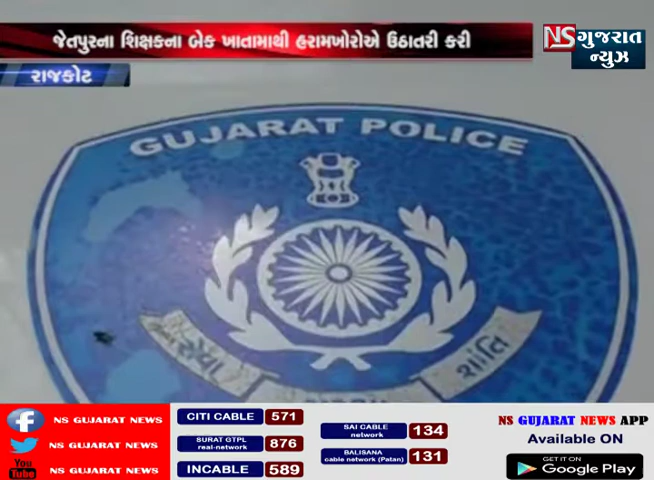 જેતપુરના શિક્ષકના બેક ખાતામાથી હરામખોરોએ ઉઠાતરી કરી
NS ગુજરાત
ન્યુઝ
રાજકોટ
GUJARAT POLICE
સેવા
શાંતિ
NS GUJARAT NEWS
NS GUJARAT NEWS
You
Tube
NS GUJARAT NEWS
CITI CABLE 571
SURAT GTPL
real-network 876
INCABLE 589
SAI CABLE
network 134
BALISANA
cable network (Patan) 131
NS GUJARAT NEWS APP
Available ON
GET IT ON
Google Play